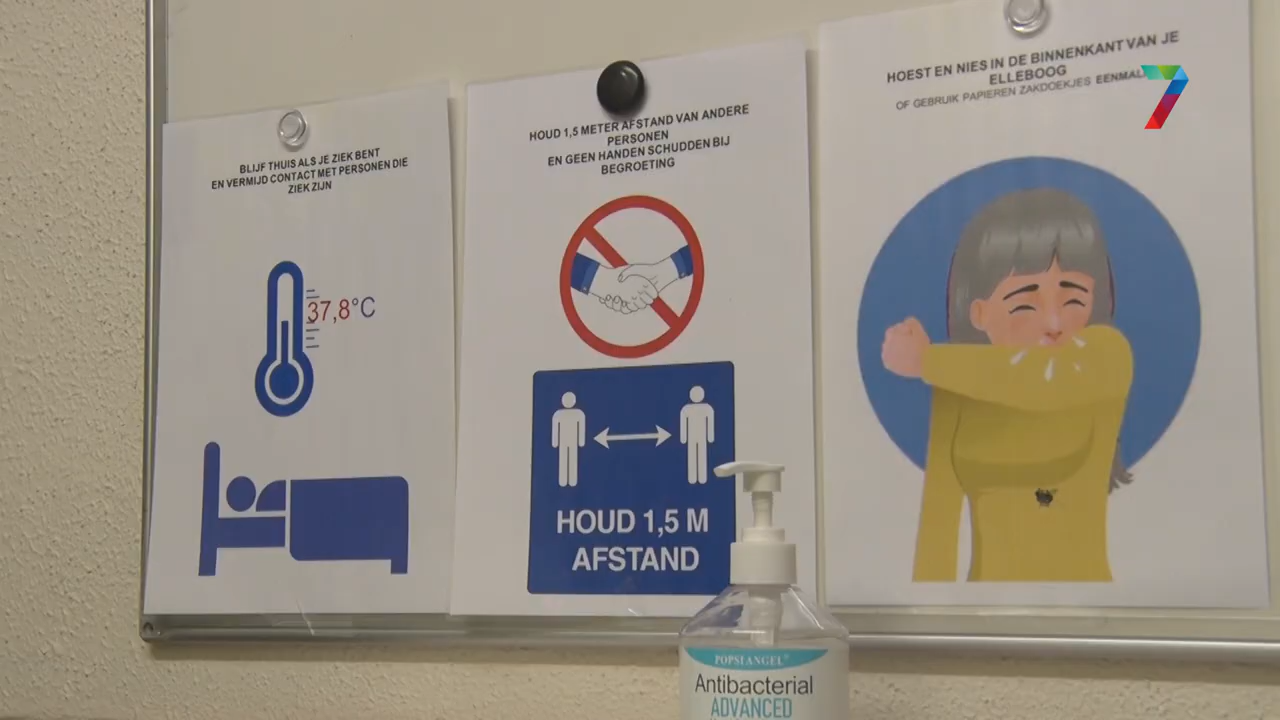 BLIJF THUIS ALS JE ZIEK BENT
EN VERMIJD CONTACT MET PERSONEN DIE
ZIEK ZIJN
37,8°C
HOUD 1,5 METER AFSTAND VAN ANDERE
PERSONEN
EN GEEN HANDEN SCHUDDEN BIJ
BEGROETING
HOUD 1,5 M
AFSTAND
HOEST EN NIES IN DE BINNENKANT VAN JE
ELLEBOOG
OF GEBRUIK PAPIEREN ZAKDOEKJES
7
POPSLANGEL®
Antibacterial
ADVANCED